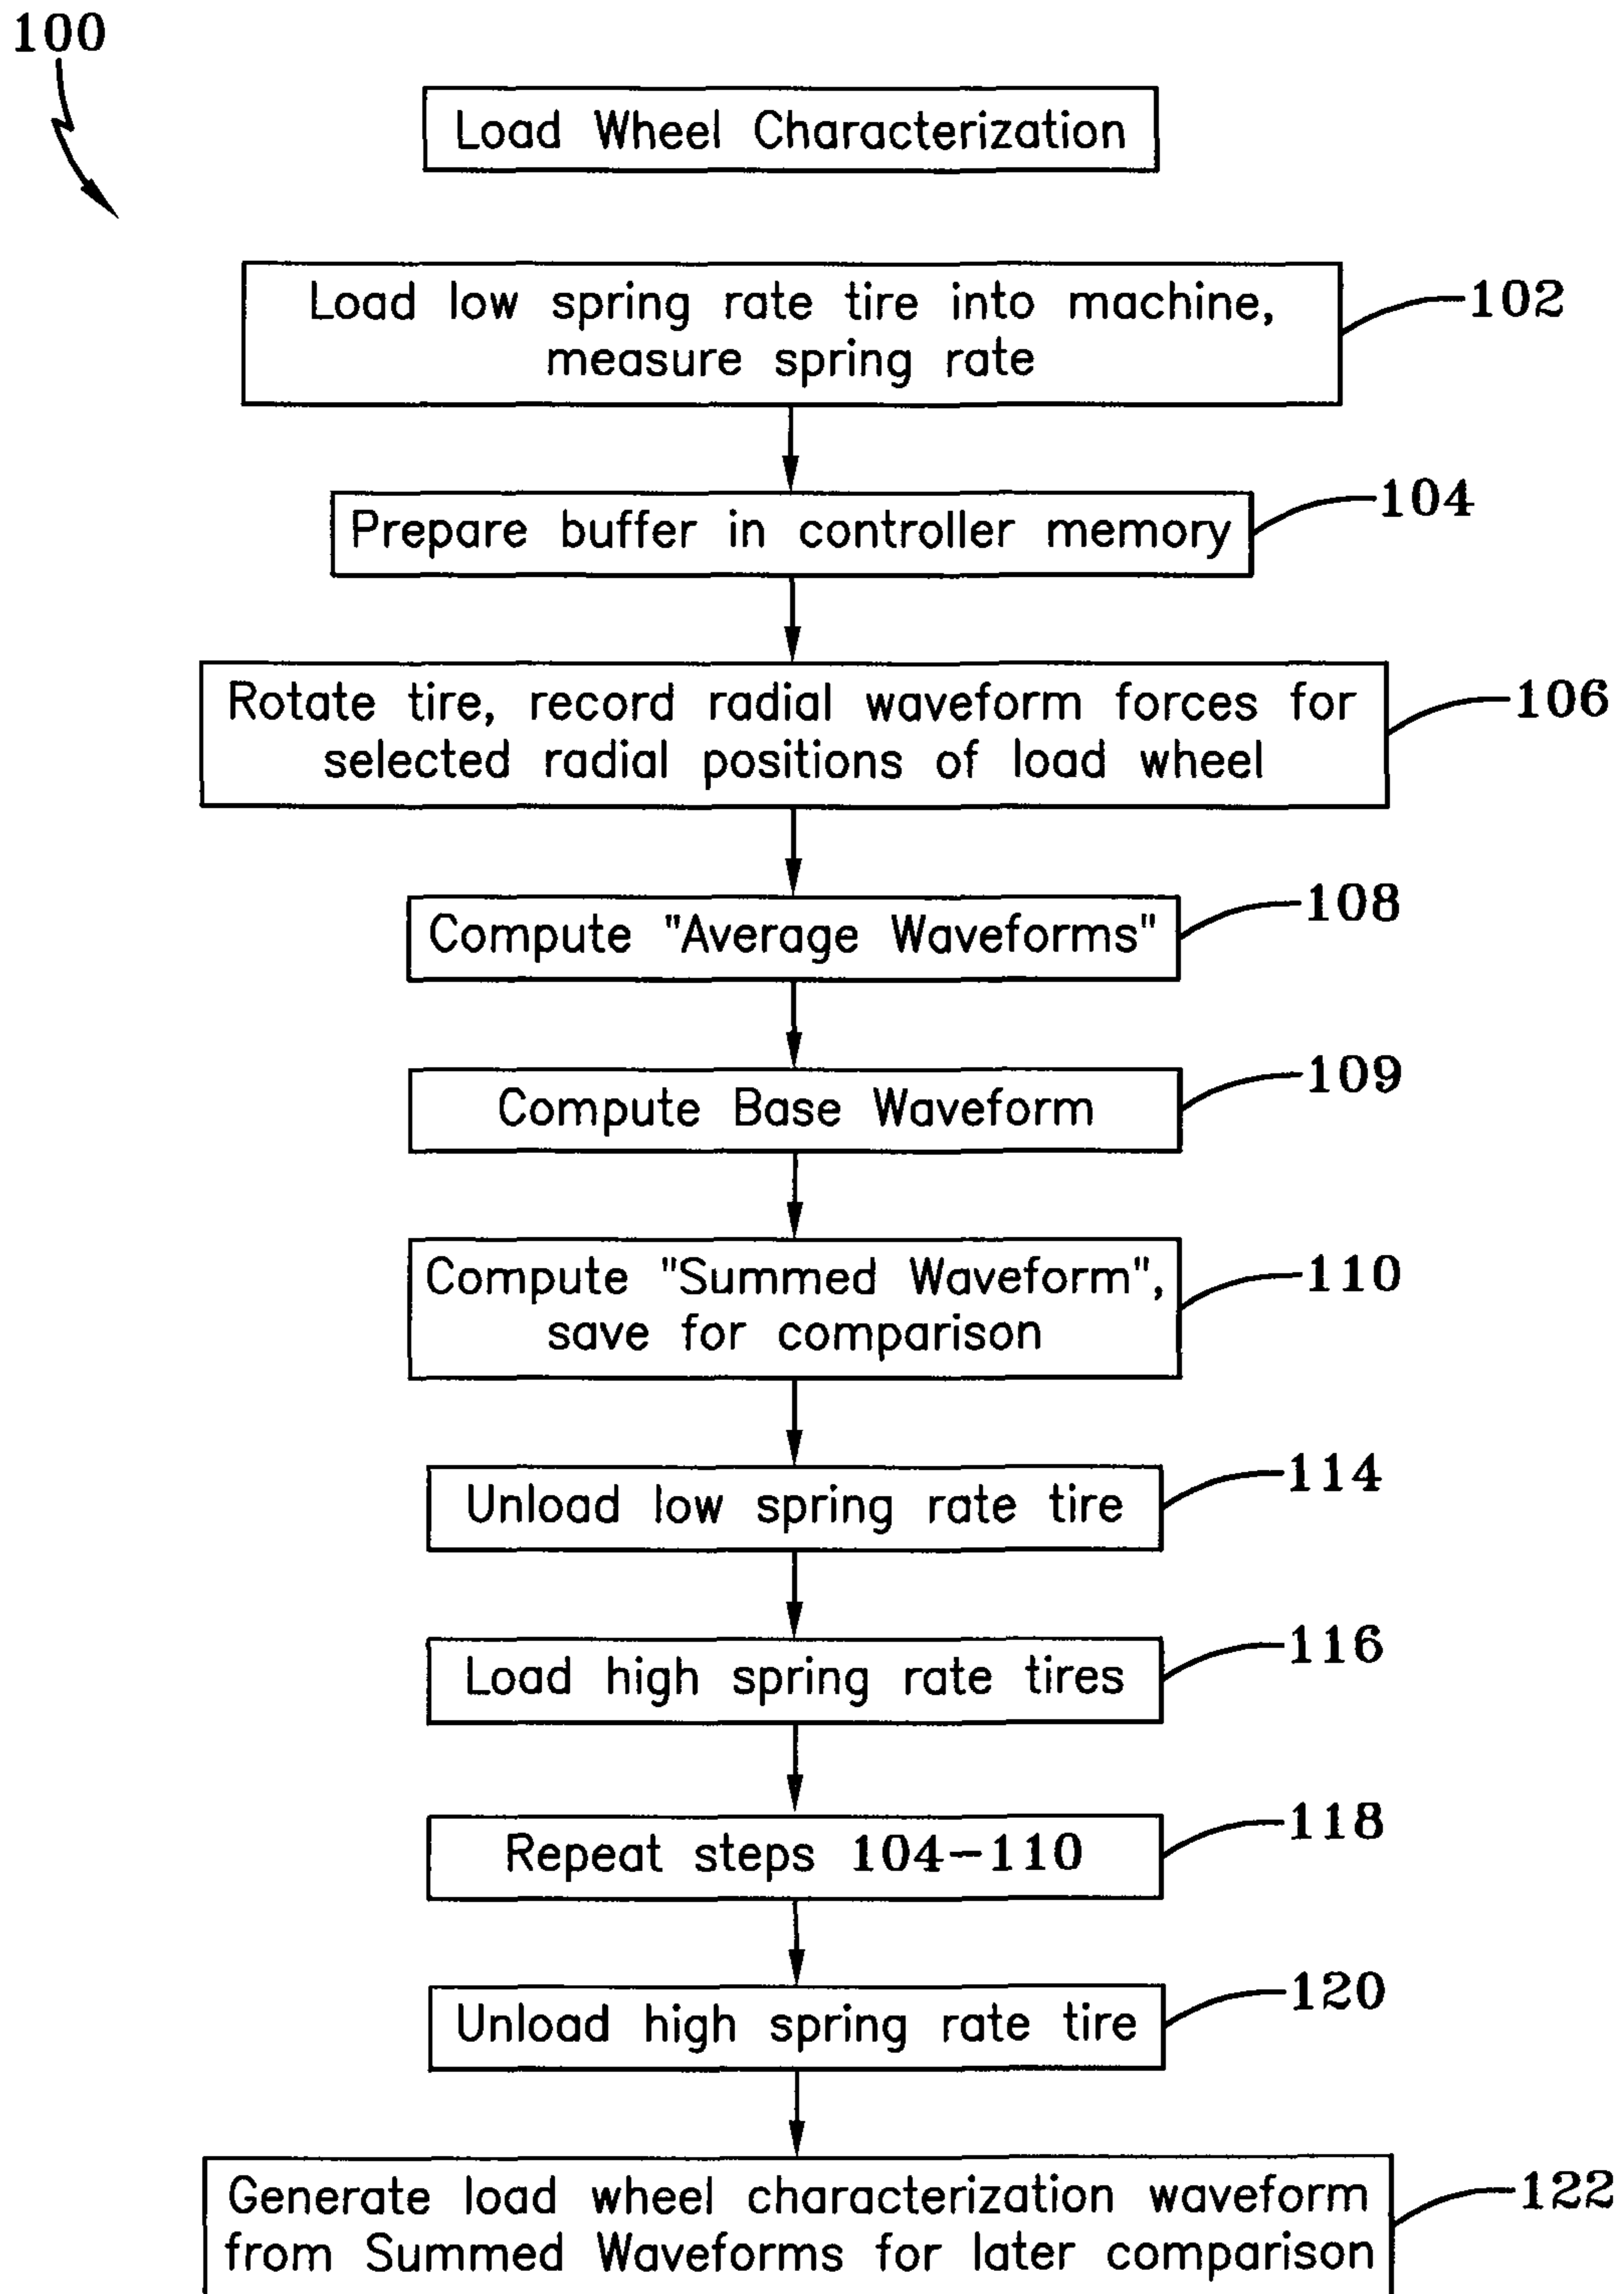 100
Load Wheel Characterization
Load low spring rate tire into machine,
measure spring rate
102
Prepare buffer in controller memory
104
Rotate tire, record radial waveform forces for
selected radial positions of load wheel
106
Compute "Average Waveforms"
108
Compute Base Waveform
109
Compute "Summed Waveform",
save for comparison
110
Unload low spring rate tire
114
Load high spring rate tires
116
Repeat steps 104-110
118
Unload high spring rate tire
120
Generate load wheel characterization waveform
from Summed Waveforms for later comparison
122